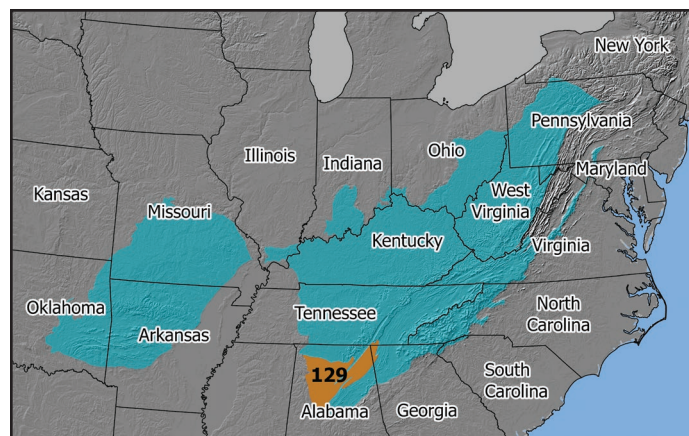 New York
Pennsylvania
Ohio
Illinois
Indiana
Maryland
Kansas
West
Virginia
Missouri
Kentucky
Virginia
Oklahoma
Tennessee
North
Carolina
Arkansas
129
South
Carolina
Alabama
Georgia